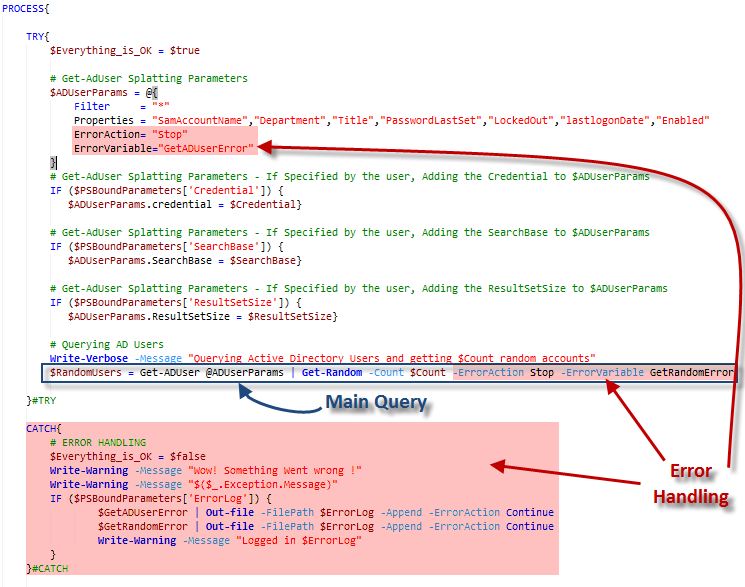 PROCESS{
TRY{
$Everything_is_OK = $true
# Get-AdUser Splatting Parameters
$ADUserParams = @{
Filter     = "*"
Properties = "SamAccountName","Department","Title","PasswordLastSet","LockedOut","lastlogonDate","Enabled"
ErrorAction= "Stop"
ErrorVariable="GetADUserError"
}
# Get-AdUser Splatting Parameters - If Specified by the user, Adding the Credential to $ADUserParams
IF ($PSBoundParameters['Credential']) {
$ADUserParams.credential = $Credential}
# Get-AdUser Splatting Parameters - If Specified by the user, Adding the SearchBase to $ADUserParams
IF ($PSBoundParameters['SearchBase']) {
$ADUserParams.SearchBase = $SearchBase}
# Get-AdUser Splatting Parameters - If Specified by the user, Adding the ResultSetSize to $ADUserParams
IF ($PSBoundParameters['ResultSetSize']) {
$ADUserParams.ResultSetSize = $ResultSetSize}
# Querying AD Users
Write-Verbose -Message "Querying Active Directory Users and getting $Count random accounts"
$RandomUsers = Get-ADUser @ADUserParams | Get-Random -Count $Count -ErrorAction Stop -ErrorVariable GetRandomError
}#TRY
Main Query
CATCH{
# ERROR HANDLING
$Everything_is_OK = $false
Write-Warning -Message "Wow! Something Went wrong !"
Write-Warning -Message "$($_.Exception.Message)"
IF ($PSBoundParameters['ErrorLog']) {
$GetADUserError | Out-file -FilePath $ErrorLog -Append -ErrorAction Continue
$GetRandomError | Out-file -FilePath $ErrorLog -Append -ErrorAction Continue
Write-Warning -Message "Logged in $ErrorLog"
}
}#CATCH
Error
Handling